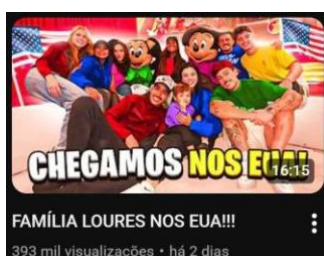 CHEGAMOS NOS EUA!
16:15
FAMÍLIA LOURES NOS EUA!!!
393 mil visualizações • há 2 dias